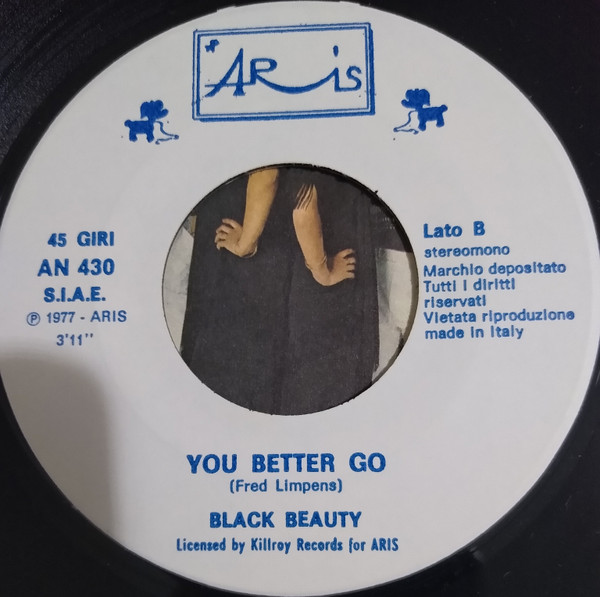 ARIS
45 GIRI
AN 430
S.I.A.E.
Ⓟ 1977 - ARIS
3'11"
Lato B
stereomono
Marchio depositato
Tutti i diritti
riservati
Vietata riproduzione
made in Italy
YOU BETTER GO
(Fred Limpens)
BLACK BEAUTY
Licensed by Killroy Records for ARIS